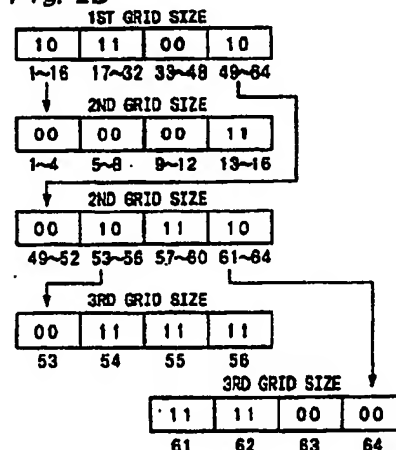 Fig. 23
1ST GRID SIZE
10 11 00 10
1~16 17~32 33~48 49~64
2ND GRID SIZE
00 00 00 11
1~4 5~8 9~12 13~16
2ND GRID SIZE
00 10 11 10
49~52 53~56 57~60 61~64
3RD GRID SIZE
00 11 11 11
53 54 55 56
3RD GRID SIZE
11 11 00 00
61 62 63 64